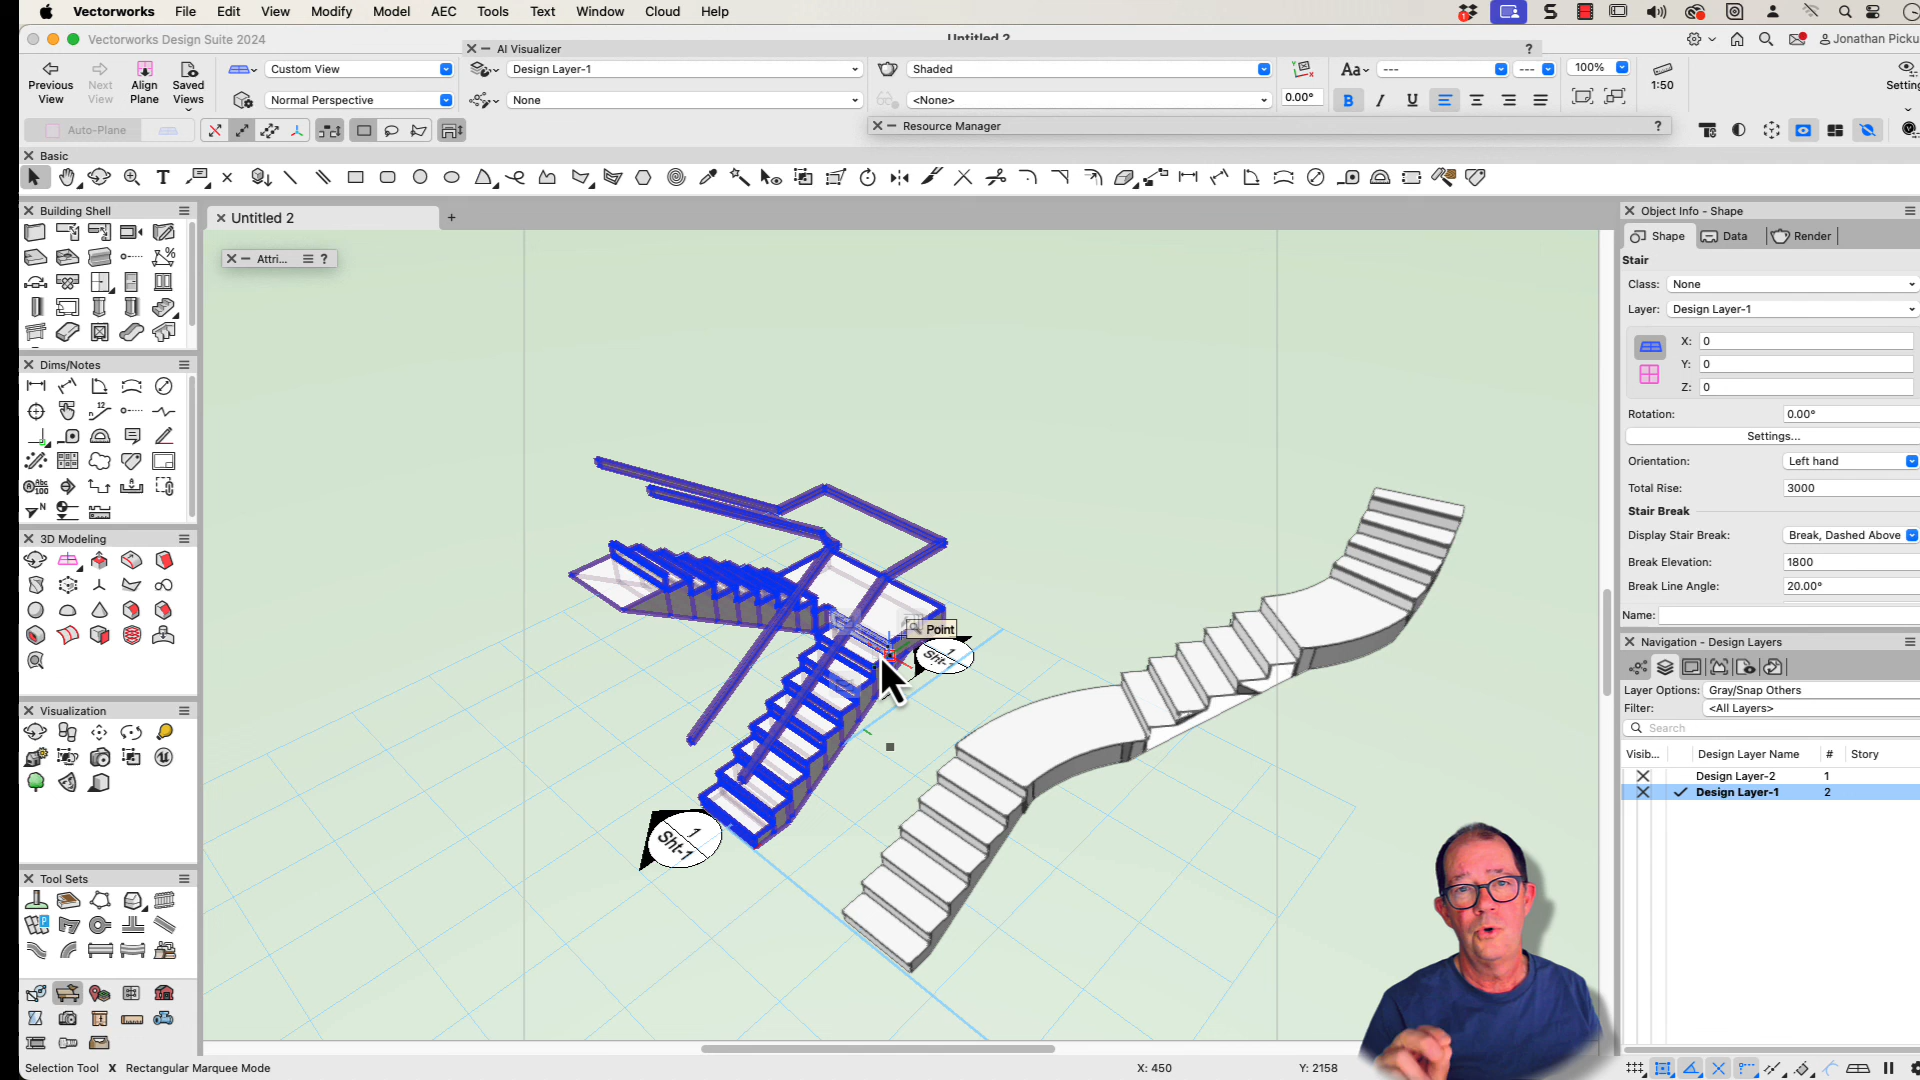 Vectorworks File Edit View Modify Model AEC Tools Text Window Cloud Help
Vectorworks Design Suite 2024
Untitled 2
Jonathan Picku
AI Visualizer ?
Previous View
Next View
Align Plane
Saved Views
Custom View
Design Layer-1
Shaded
Aa
---
---
100%
1:50
Setting
Normal Perspective
None
<None>
0.00°
B I U
Auto-Plane
Resource Manager ?
Basic
Building Shell
Untitled 2 +
Attri... ?
Dims/Notes
3D Modeling
Visualization
Tool Sets
Point
1
Sht-1
1
Sht-1
Object Info - Shape
Shape Data Render
Stair
Class: None
Layer: Design Layer-1
X: 0
Y: 0
Z: 0
Rotation: 0.00°
Settings...
Orientation: Left hand
Total Rise: 3000
Stair Break
Display Stair Break: Break, Dashed Above
Break Elevation: 1800
Break Line Angle: 20.00°
Name:
Navigation - Design Layers
Layer Options: Gray/Snap Others
Filter: <All Layers>
Search
Visib... Design Layer Name # Story
Design Layer-2 1
Design Layer-1 2
Selection Tool X Rectangular Marquee Mode X: 450 Y: 2158